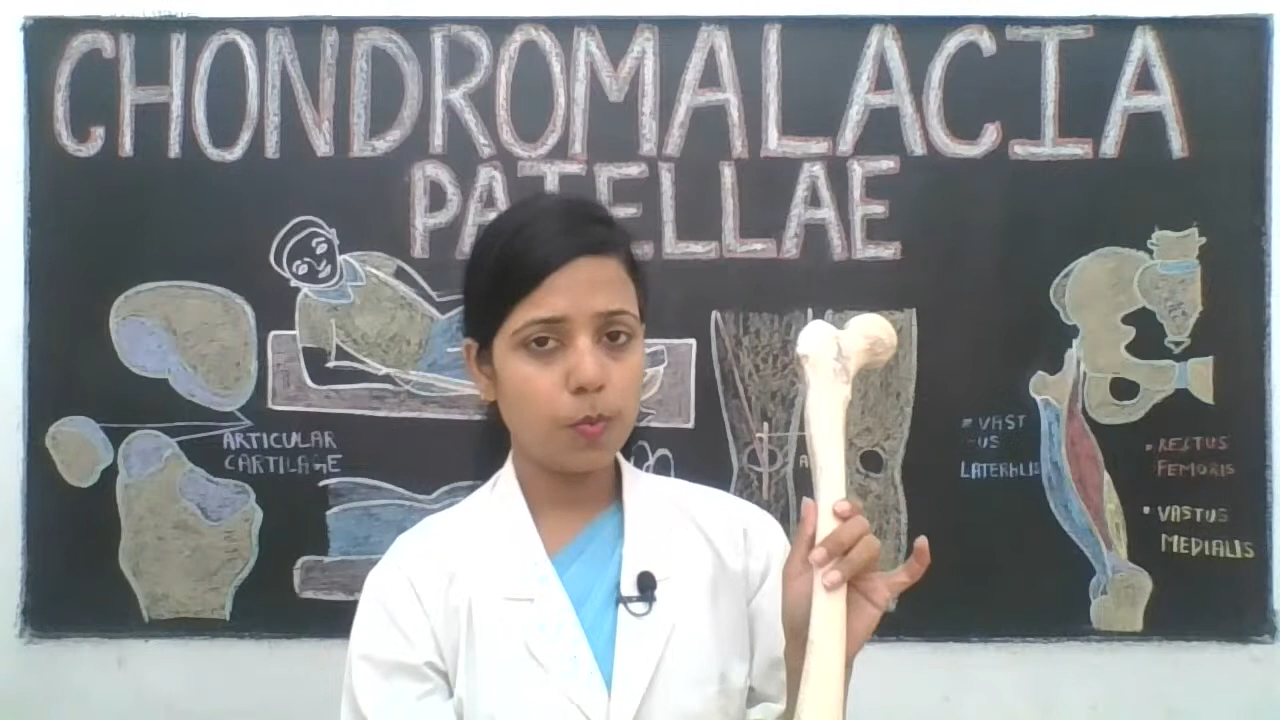 CHONDROMALACIA
PATELLAE
ARTICULAR
CARTILAGE
VAST
-US
LATERALIS
• RECTUS
FEMORIS
• VASTUS
MEDIALIS
A